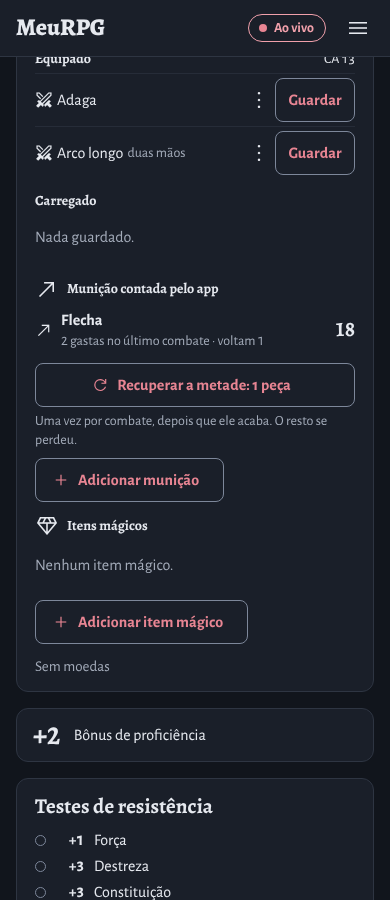 MeuRPG
Ao vivo
Equipado CA 13
Adaga Guardar
Arco longo duas mãos Guardar
Carregado
Nada guardado.
Munição contada pelo app
Flecha
2 gastas no último combate · voltam 1
18
Recuperar a metade: 1 peça
Uma vez por combate, depois que ele acaba. O resto se
perdeu.
Adicionar munição
Itens mágicos
Nenhum item mágico.
Adicionar item mágico
Sem moedas
+2 Bônus de proficiência
Testes de resistência
+1 Força
+3 Destreza
+3 Constituição